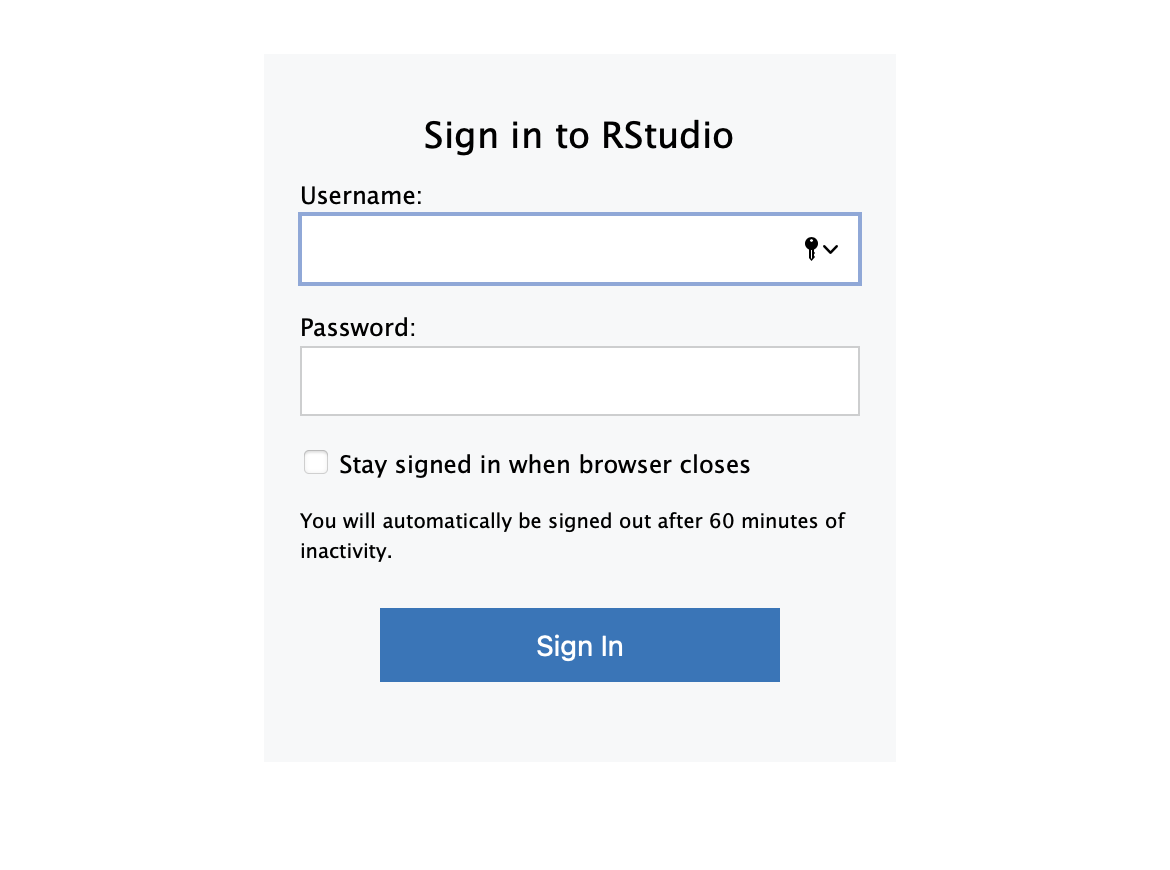 Sign in to RStudio
Username:
Password:
Stay signed in when browser closes
You will automatically be signed out after 60 minutes of
inactivity.
Sign In